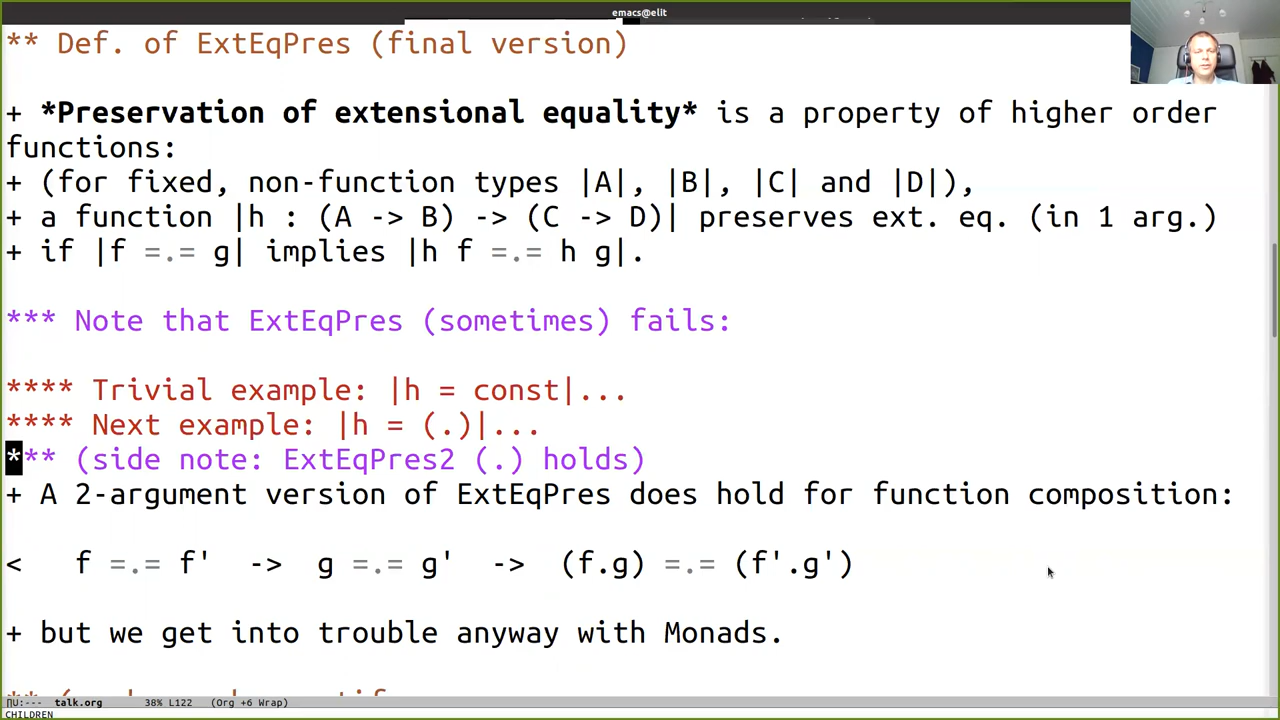 emacs@elit
** Def. of ExtEqPres (final version)
+ *Preservation of extensional equality* is a property of higher order
functions:
+ (for fixed, non-function types |A|, |B|, |C| and |D|),
+ a function |h : (A -> B) -> (C -> D)| preserves ext. eq. (in 1 arg.)
+ if |f =.= g| implies |h f =.= h g|.
*** Note that ExtEqPres (sometimes) fails:
**** Trivial example: |h = const|...
**** Next example: |h = (.)|...
*** (side note: ExtEqPres2 (.) holds)
+ A 2-argument version of ExtEqPres does hold for function composition:
<   f =.= f'  ->  g =.= g'  ->  (f.g) =.= (f'.g')
+ but we get into trouble anyway with Monads.
talk.org 38% L122 (Org +6 Wrap)
CHILDREN